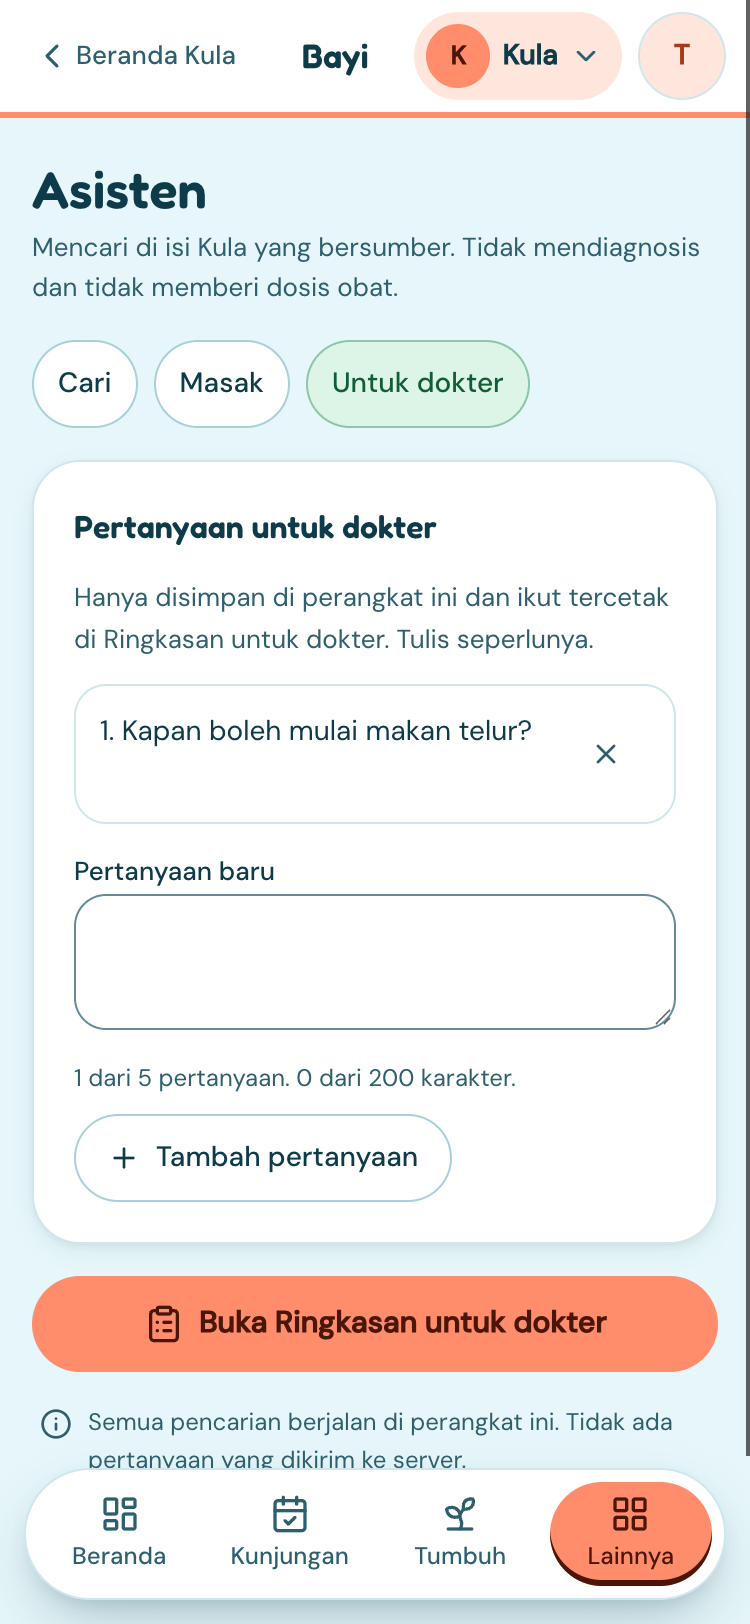 Beranda Kula
Bayi
K
Kula
T
Asisten
Mencari di isi Kula yang bersumber. Tidak mendiagnosis
dan tidak memberi dosis obat.
Cari
Masak
Untuk dokter
Pertanyaan untuk dokter
Hanya disimpan di perangkat ini dan ikut tercetak
di Ringkasan untuk dokter. Tulis seperlunya.
1. Kapan boleh mulai makan telur?
Pertanyaan baru
1 dari 5 pertanyaan. 0 dari 200 karakter.
Tambah pertanyaan
Buka Ringkasan untuk dokter
Semua pencarian berjalan di perangkat ini. Tidak ada
pertanyaan yang dikirim ke server.
Beranda
Kunjungan
Tumbuh
Lainnya